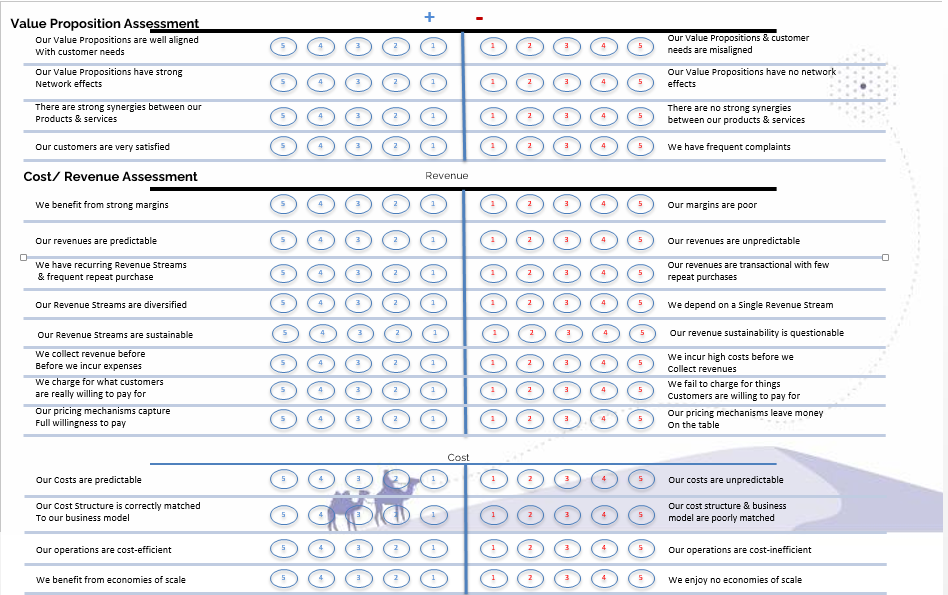 Value Proposition Assessment
+ -
Our Value Propositions are well aligned
With customer needs
5 4 3 2 1 1 2 3 4 5
Our Value Propositions & customer
needs are misaligned
Our Value Propositions have strong
Network effects
5 4 3 2 1 1 2 3 4 5
Our Value Propositions have no network
effects
There are strong synergies between our
Products & services
5 4 3 2 1 1 2 3 4 5
There are no strong synergies
between our products & services
Our customers are very satisfied
5 4 3 2 1 1 2 3 4 5
We have frequent complaints
Cost/ Revenue Assessment
Revenue
We benefit from strong margins
5 4 3 2 1 1 2 3 4 5
Our margins are poor
Our revenues are predictable
5 4 3 2 1 1 2 3 4 5
Our revenues are unpredictable
We have recurring Revenue Streams
& frequent repeat purchase
5 4 3 2 1 1 2 3 4 5
Our revenues are transactional with few
repeat purchases
Our Revenue Streams are diversified
5 4 3 2 1 1 2 3 4 5
We depend on a Single Revenue Stream
Our Revenue Streams are sustainable
5 4 3 2 1 1 2 3 4 5
Our revenue sustainability is questionable
We collect revenue before
Before we incur expenses
5 4 3 2 1 1 2 3 4 5
We incur high costs before we
Collect revenues
We charge for what customers
are really willing to pay for
5 4 3 2 1 1 2 3 4 5
We fail to charge for things
Customers are willing to pay for
Our pricing mechanisms capture
Full willingness to pay
5 4 3 2 1 1 2 3 4 5
Our pricing mechanisms leave money
On the table
Cost
Our Costs are predictable
5 4 3 2 1 1 2 3 4 5
Our costs are unpredictable
Our Cost Structure is correctly matched
To our business model
5 4 3 2 1 1 2 3 4 5
Our cost structure & business
model are poorly matched
Our operations are cost-efficient
5 4 3 2 1 1 2 3 4 5
Our operations are cost-inefficient
We benefit from economies of scale
5 4 3 2 1 1 2 3 4 5
We enjoy no economies of scale